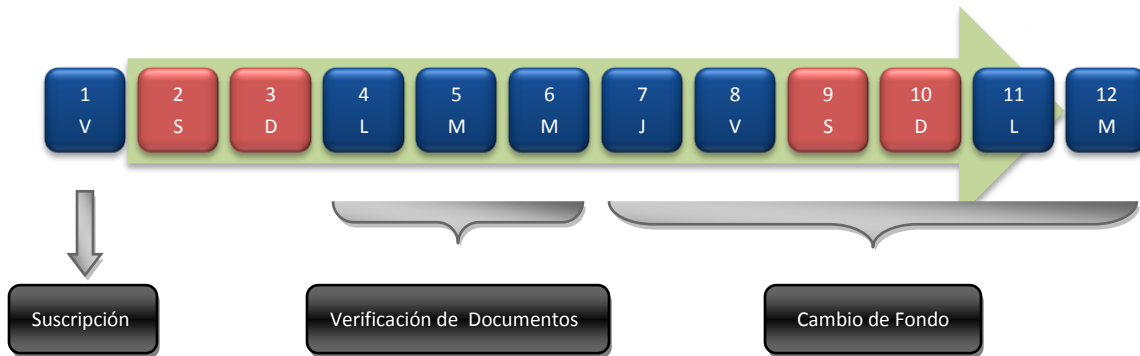 1 2 3 4 5 6 7 8 9 10 11 12
V S D L M M J V S D L M
Suscripción Verificación de Documentos Cambio de Fondo